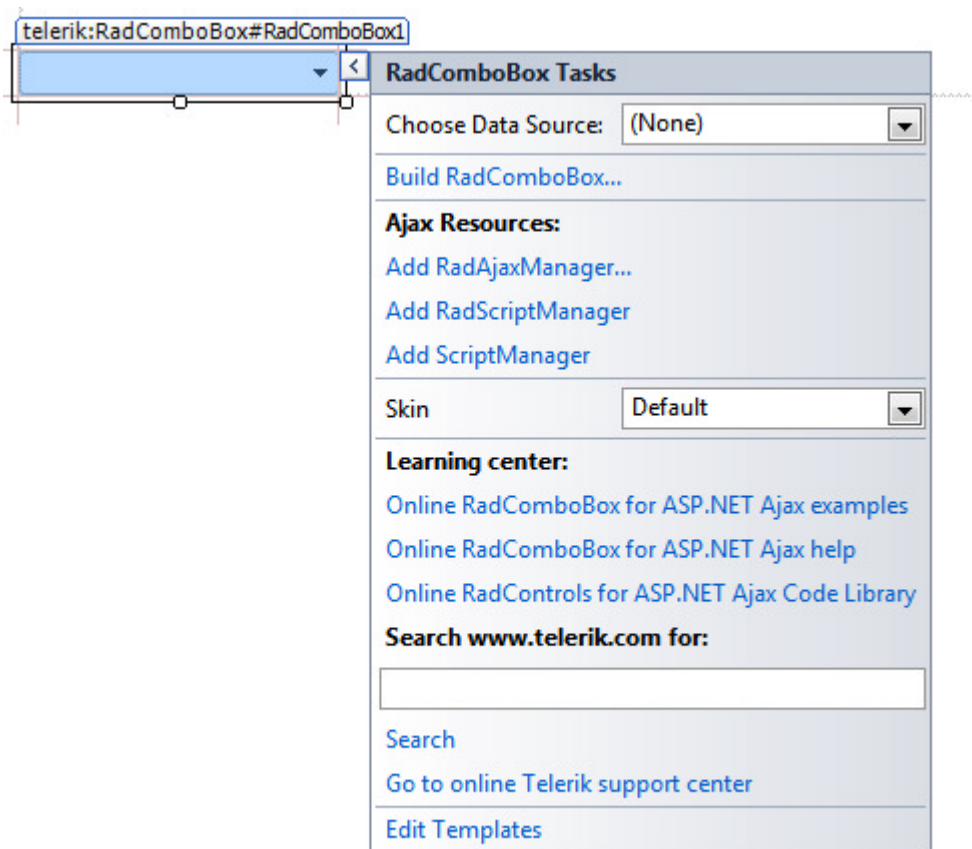 telerik:RadComboBox#RadComboBox1
RadComboBox Tasks
Choose Data Source: (None)
Build RadComboBox...
Ajax Resources:
Add RadAjaxManager...
Add RadScriptManager
Add ScriptManager
Skin Default
Learning center:
Online RadComboBox for ASP.NET Ajax examples
Online RadComboBox for ASP.NET Ajax help
Online RadControls for ASP.NET Ajax Code Library
Search www.telerik.com for:
Search
Go to online Telerik support center
Edit Templates